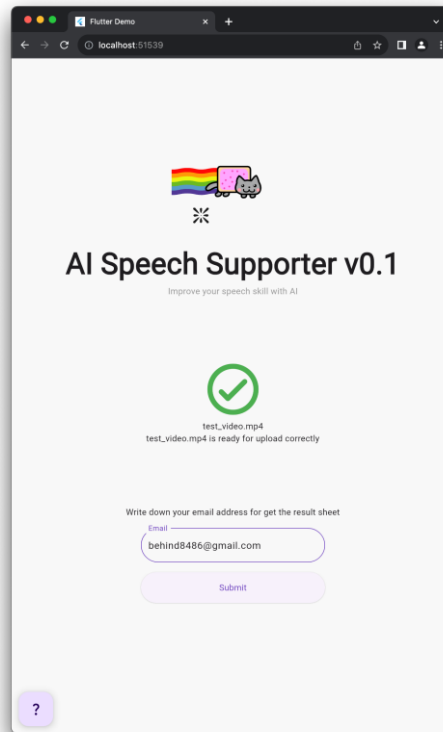 Flutter Demo
localhost:51539
AI Speech Supporter v0.1
Improve your speech skill with AI
test_video.mp4
test_video.mp4 is ready for upload correctly
Write down your email address for get the result sheet
Email
behind8486@gmail.com
Submit
?